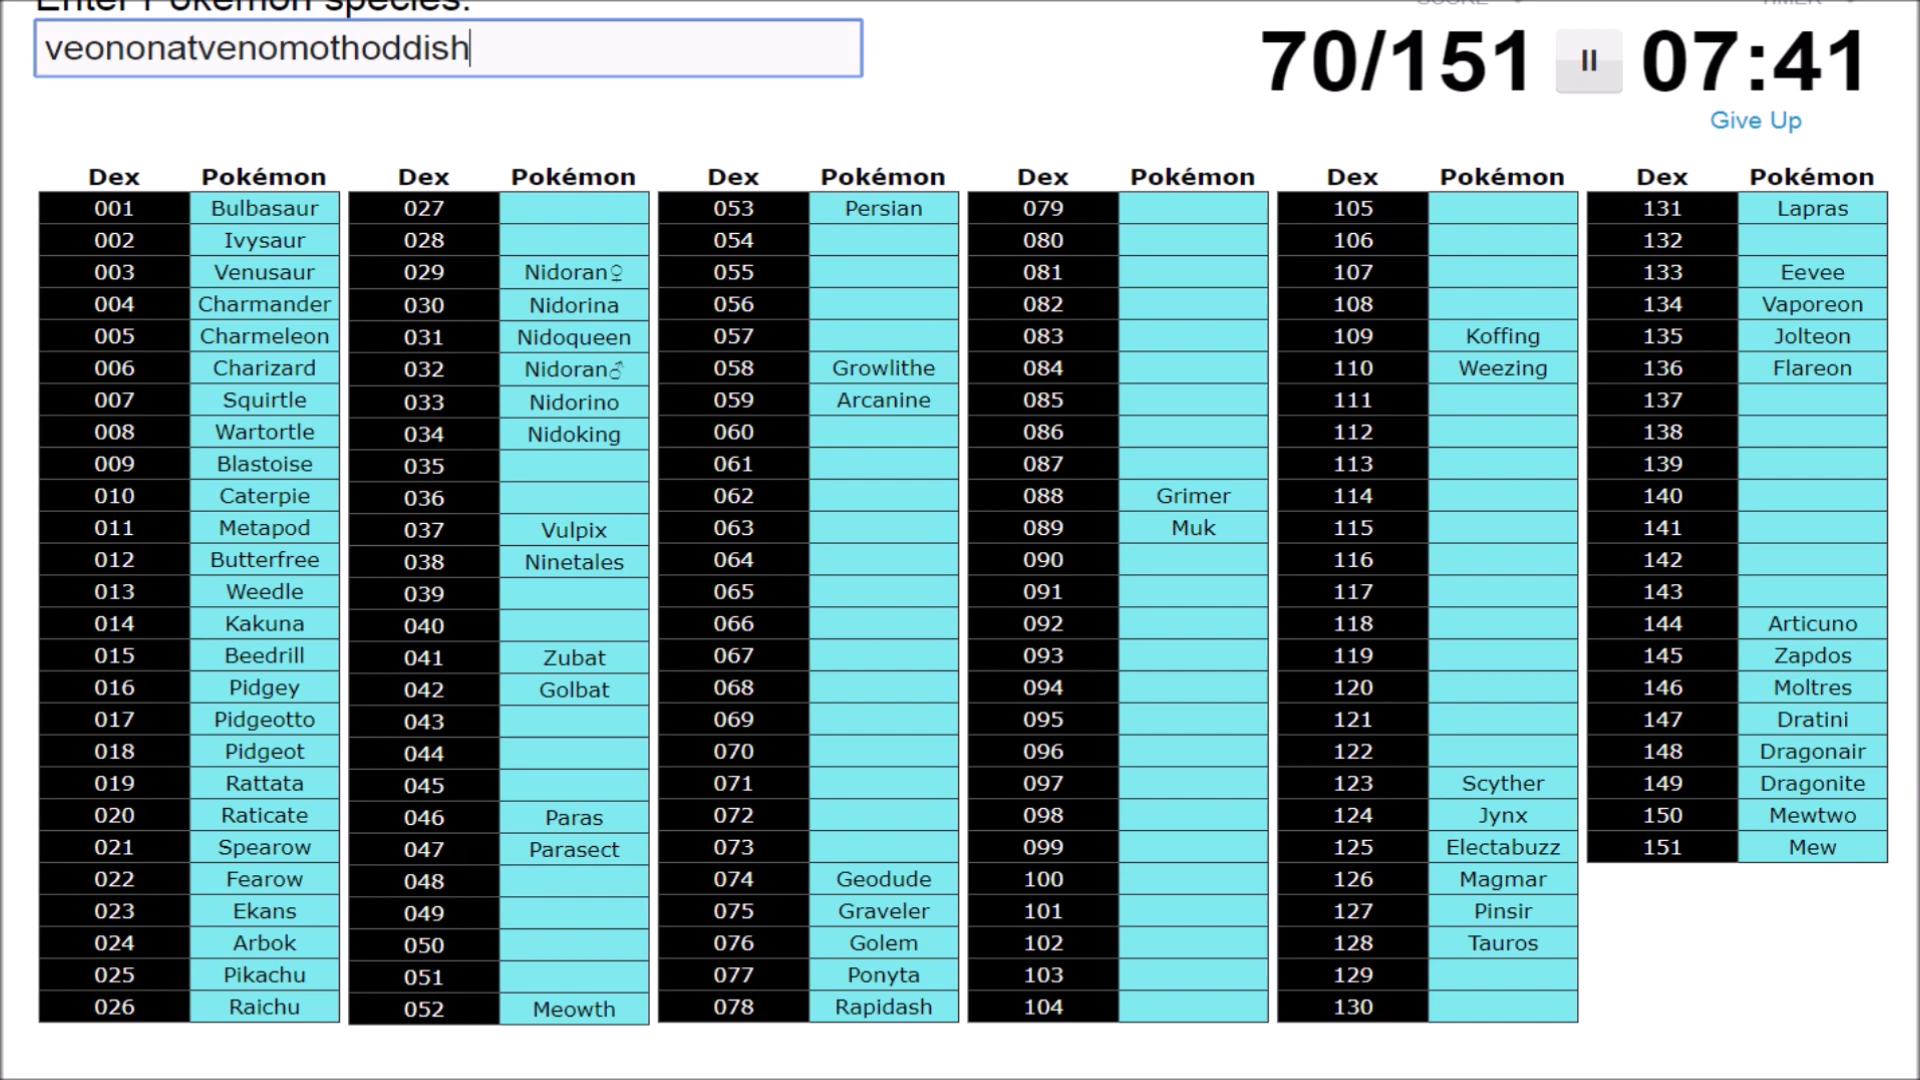 Enter Pokémon species:
SCORE TIMER
veononatvenomothoddish
70/151 07:41
Give Up
Dex Pokémon Dex Pokémon Dex Pokémon Dex Pokémon Dex Pokémon Dex Pokémon
001 Bulbasaur 027 053 Persian 079 105 131 Lapras
002 Ivysaur 028 054 080 106 132
003 Venusaur 029 Nidoran♀ 055 081 107 133 Eevee
004 Charmander 030 Nidorina 056 082 108 134 Vaporeon
005 Charmeleon 031 Nidoqueen 057 083 109 Koffing 135 Jolteon
006 Charizard 032 Nidoran♂ 058 Growlithe 084 110 Weezing 136 Flareon
007 Squirtle 033 Nidorino 059 Arcanine 085 111 137
008 Wartortle 034 Nidoking 060 086 112 138
009 Blastoise 035 061 087 113 139
010 Caterpie 036 062 088 Grimer 114 140
011 Metapod 037 Vulpix 063 089 Muk 115 141
012 Butterfree 038 Ninetales 064 090 116 142
013 Weedle 039 065 091 117 143
014 Kakuna 040 066 092 118 144 Articuno
015 Beedrill 041 Zubat 067 093 119 145 Zapdos
016 Pidgey 042 Golbat 068 094 120 146 Moltres
017 Pidgeotto 043 069 095 121 147 Dratini
018 Pidgeot 044 070 096 122 148 Dragonair
019 Rattata 045 071 097 123 Scyther 149 Dragonite
020 Raticate 046 Paras 072 098 124 Jynx 150 Mewtwo
021 Spearow 047 Parasect 073 099 125 Electabuzz 151 Mew
022 Fearow 048 074 Geodude 100 126 Magmar
023 Ekans 049 075 Graveler 101 127 Pinsir
024 Arbok 050 076 Golem 102 128 Tauros
025 Pikachu 051 077 Ponyta 103 129
026 Raichu 052 Meowth 078 Rapidash 104 130